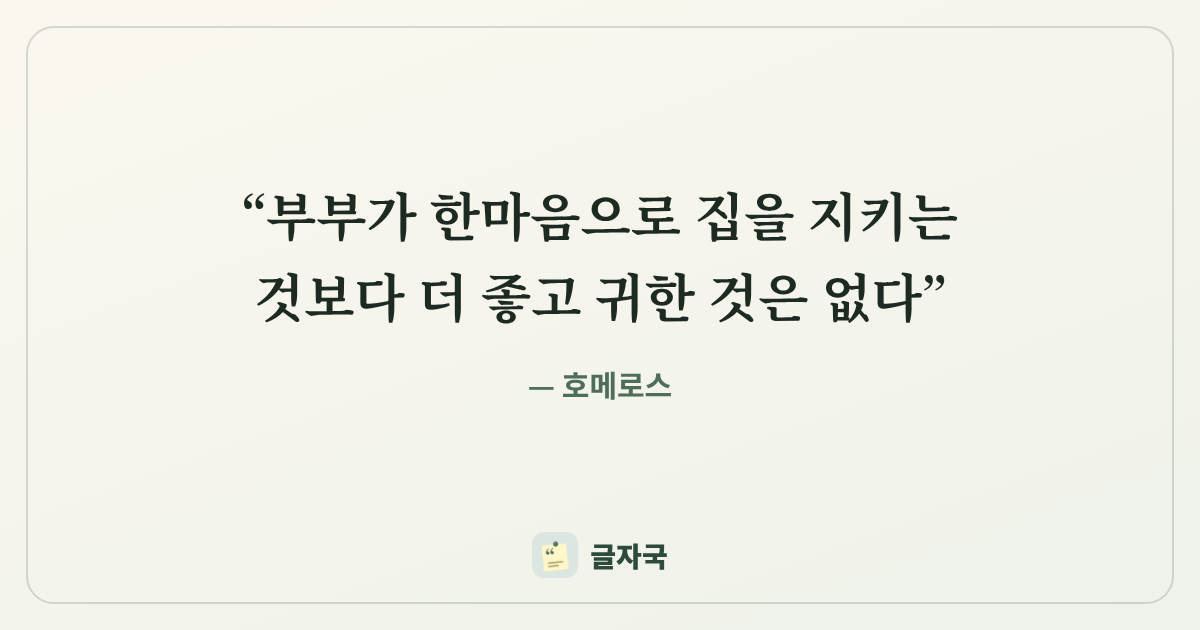 “부부가 한마음으로 집을 지키는
것보다 더 좋고 귀한 것은 없다”
— 호메로스
글자국